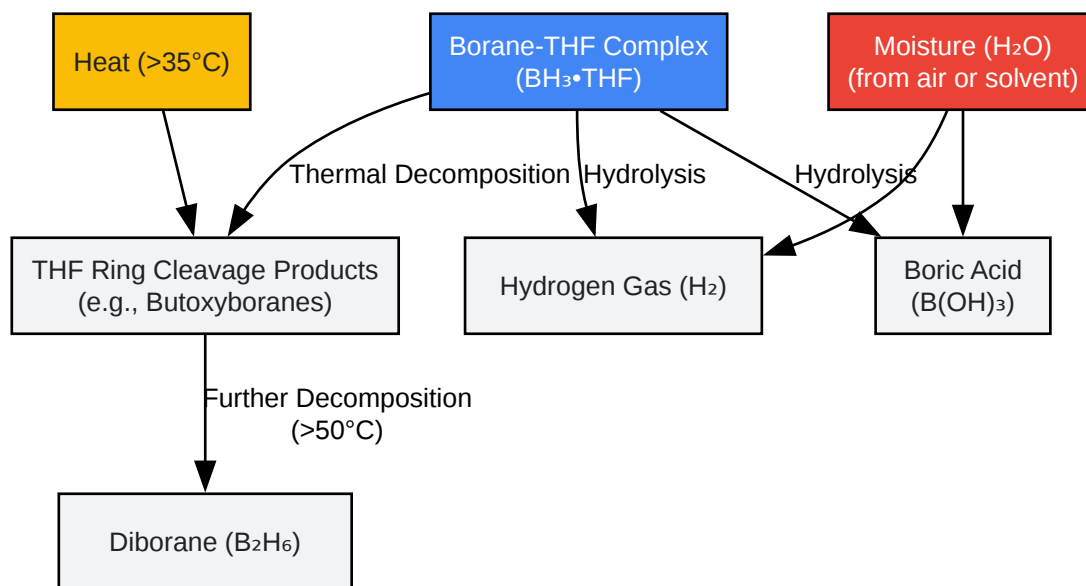 Heat (>35°C)
Borane-THF Complex
(BH₃•THF)
Moisture (H₂O)
(from air or solvent)
Thermal Decomposition
Hydrolysis
Hydrolysis
THF Ring Cleavage Products
(e.g., Butoxyboranes)
Hydrogen Gas (H₂)
Boric Acid
(B(OH)₃)
Further Decomposition
(>50°C)
Diborane (B₂H₆)